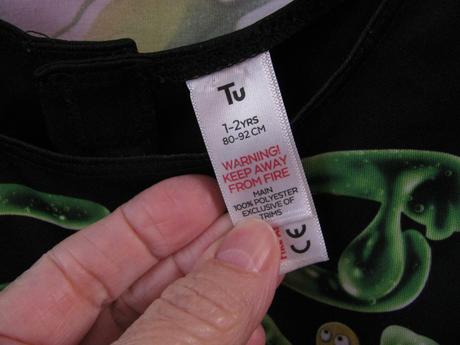 Tu
1-2YRS
80-92 CM
WARNING!
KEEP AWAY
FROM FIRE
MAIN
100% POLYESTER
EXCLUSIVE OF
TRIMS
CE